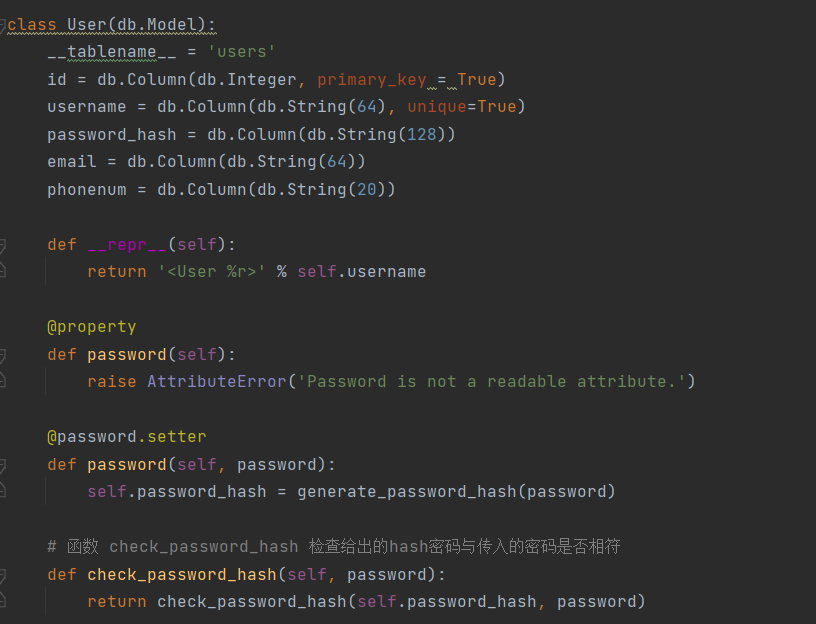 class User(db.Model):
    __tablename__ = 'users'
    id = db.Column(db.Integer, primary_key = True)
    username = db.Column(db.String(64), unique=True)
    password_hash = db.Column(db.String(128))
    email = db.Column(db.String(64))
    phonenum = db.Column(db.String(20))

    def __repr__(self):
        return '<User %r>' % self.username

    @property
    def password(self):
        raise AttributeError('Password is not a readable attribute.')

    @password.setter
    def password(self, password):
        self.password_hash = generate_password_hash(password)

    # 函数 check_password_hash 检查给出的hash密码与传入的密码是否相符
    def check_password_hash(self, password):
        return check_password_hash(self.password_hash, password)